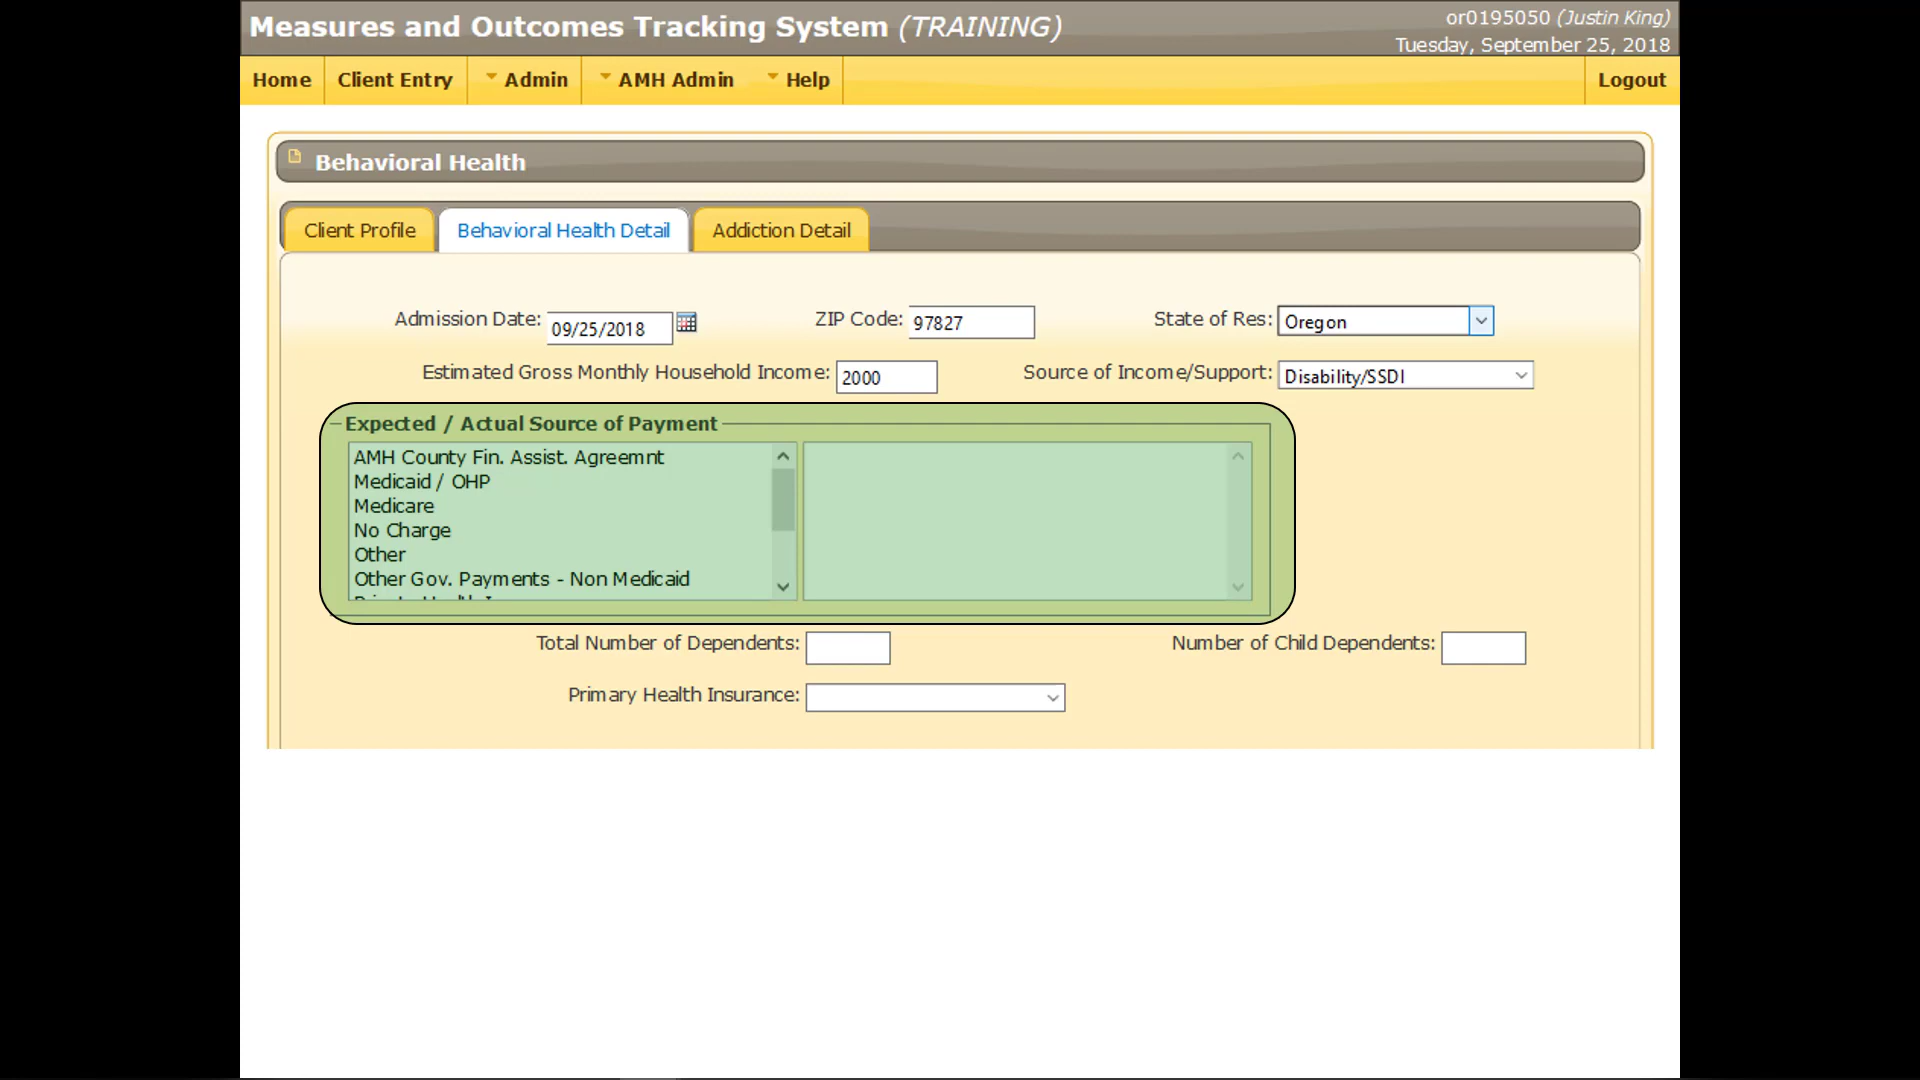 Measures and Outcomes Tracking System (TRAINING)
or0195050 (Justin King)
Tuesday, September 25, 2018
Home Client Entry Admin AMH Admin Help Logout
Behavioral Health
Client Profile Behavioral Health Detail Addiction Detail
Admission Date: 09/25/2018 ZIP Code: 97827 State of Res: Oregon
Estimated Gross Monthly Household Income: 2000 Source of Income/Support: Disability/SSDI
Expected / Actual Source of Payment
AMH County Fin. Assist. Agreemnt
Medicaid / OHP
Medicare
No Charge
Other
Other Gov. Payments - Non Medicaid
Total Number of Dependents: Number of Child Dependents:
Primary Health Insurance: